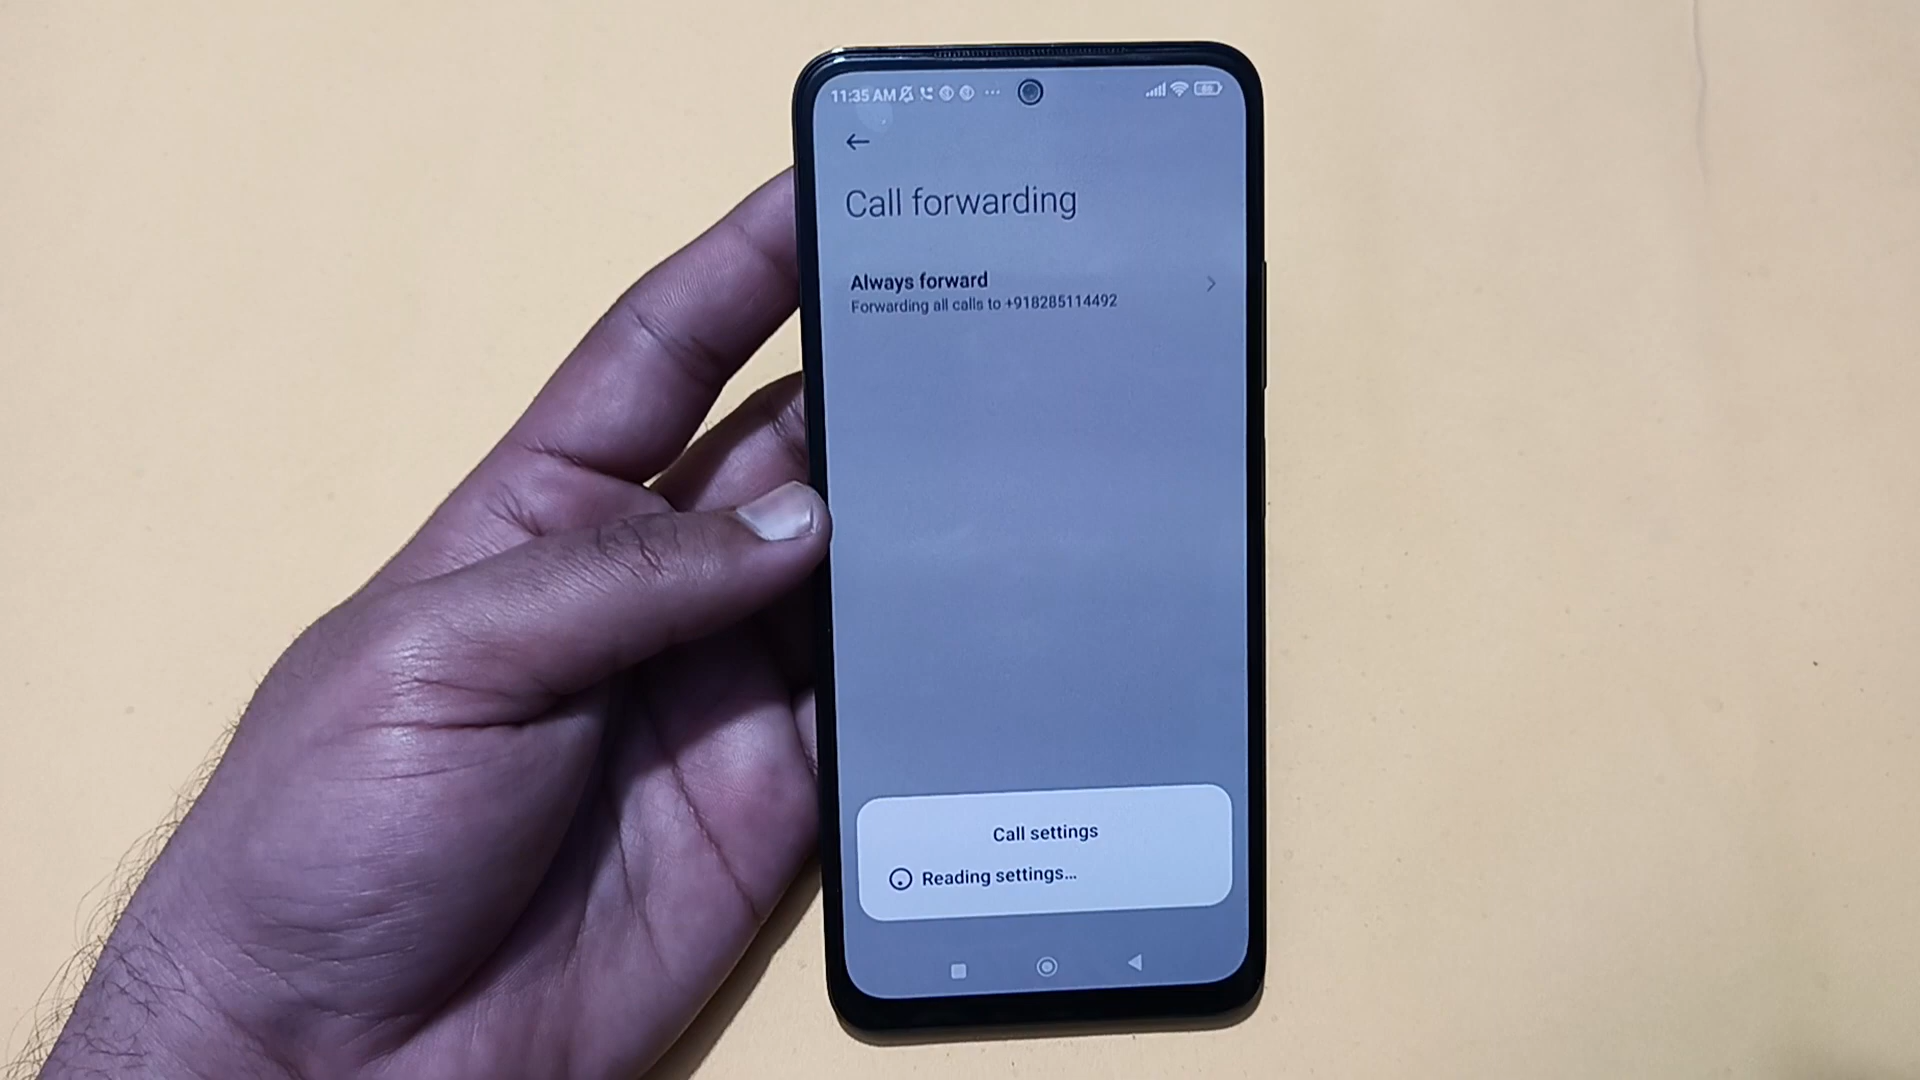 11:35 AM
Call forwarding
Always forward
Forwarding all calls to +918285114492
Call settings
Reading settings...